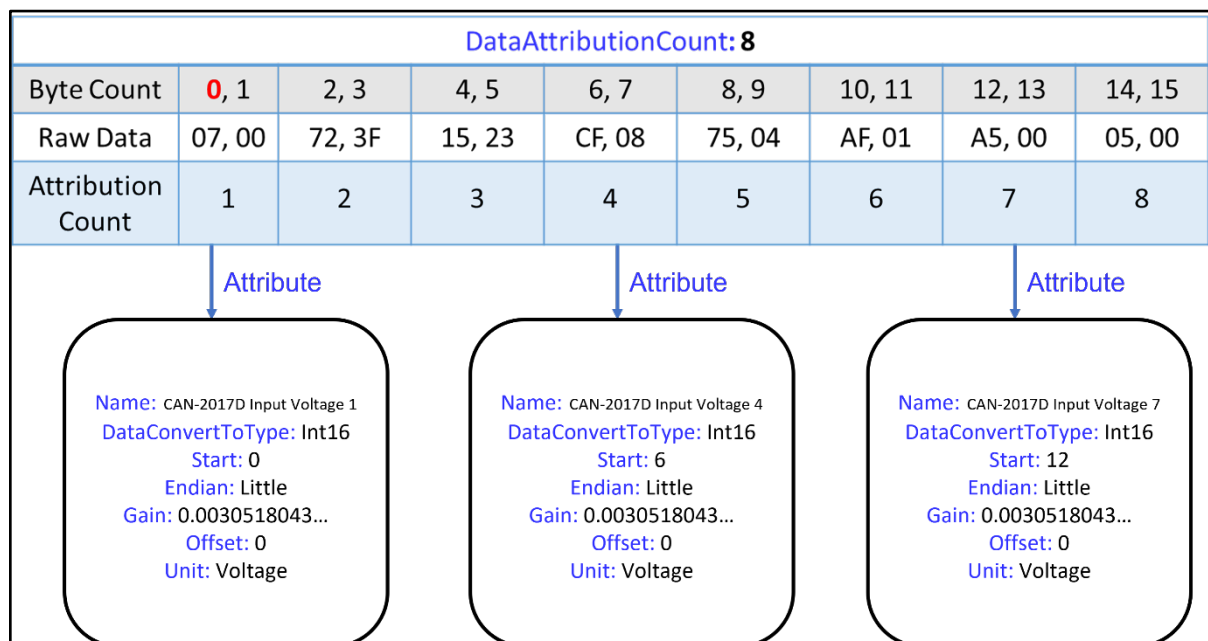 DataAttributionCount: 8
Byte Count 0, 1 2, 3 4, 5 6, 7 8, 9 10, 11 12, 13 14, 15
Raw Data 07, 00 72, 3F 15, 23 CF, 08 75, 04 AF, 01 A5, 00 05, 00
Attribution
Count 1 2 3 4 5 6 7 8
Attribute Attribute Attribute
Name: CAN-2017D Input Voltage 1
DataConvertToType: Int16
Start: 0
Endian: Little
Gain: 0.0030518043...
Offset: 0
Unit: Voltage
Name: CAN-2017D Input Voltage 4
DataConvertToType: Int16
Start: 6
Endian: Little
Gain: 0.0030518043...
Offset: 0
Unit: Voltage
Name: CAN-2017D Input Voltage 7
DataConvertToType: Int16
Start: 12
Endian: Little
Gain: 0.0030518043...
Offset: 0
Unit: Voltage